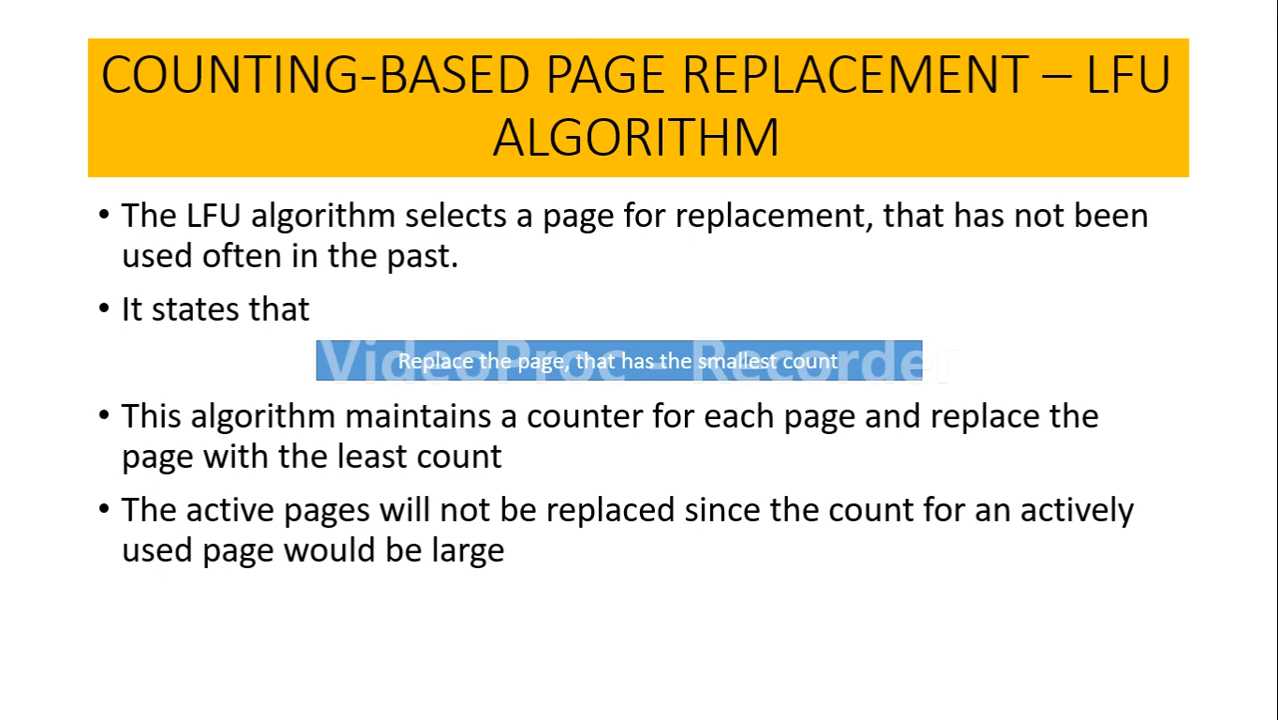 COUNTING-BASED PAGE REPLACEMENT – LFU
ALGORITHM
• The LFU algorithm selects a page for replacement, that has not been
used often in the past.
• It states that
Replace the page, that has the smallest count
VideoProc - Recorder
• This algorithm maintains a counter for each page and replace the
page with the least count
• The active pages will not be replaced since the count for an actively
used page would be large